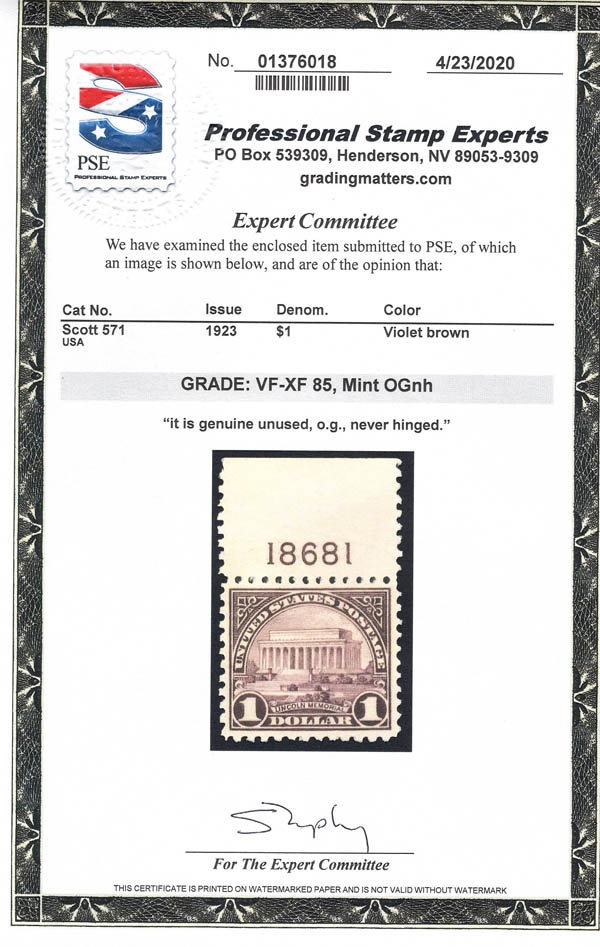 No. 01376018 4/23/2020
PSE
PROFESSIONAL STAMP EXPERTS
Professional Stamp Experts
PO Box 539309, Henderson, NV 89053-9309
gradingmatters.com
Expert Committee
We have examined the enclosed item submitted to PSE, of which
an image is shown below, and are of the opinion that:
Cat No. Issue Denom. Color
Scott 571 1923 $1 Violet brown
USA
GRADE: VF-XF 85, Mint OGnh
“it is genuine unused, o.g., never hinged.”
18681
UNITED STATES POSTAGE
LINCOLN MEMORIAL
1 DOLLAR 1
For The Expert Committee
THIS CERTIFICATE IS PRINTED ON WATERMARKED PAPER AND IS NOT VALID WITHOUT WATERMARK